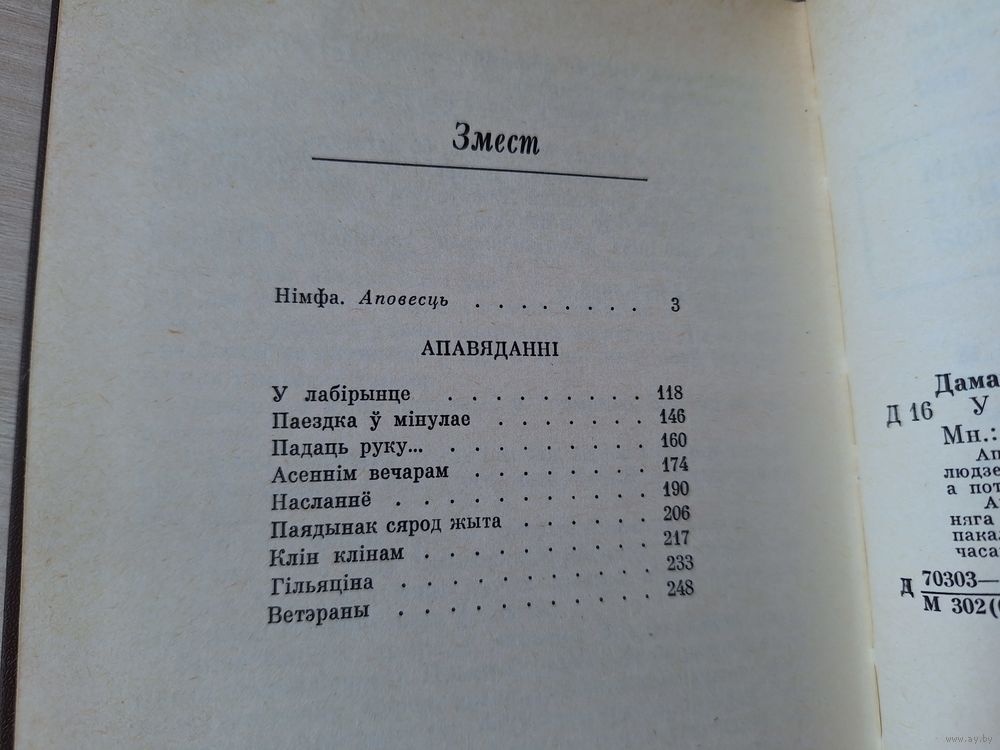 Змест
Німфа. Аповесць . . . . . . . 3
АПАВЯДАННІ
У лабірынце . . . . . . . . . 118
Паездка ў мінулае . . . . . . . 146
Падаць руку... . . . . . . . . . 160
Асеннім вечарам . . . . . . . . 174
Насланнё . . . . . . . . . . 190
Паядынак сярод жыта . . . . . . 206
Клін клінам . . . . . . . . . . 217
Гільяціна . . . . . . . . . . 233
Ветэраны . . . . . . . . . . 248
Дама
Д 16 У
Мн.:
Ап
людзе
а пот
А
няга
пакал
часа
Д 70303—
М 302(
www.ay.by